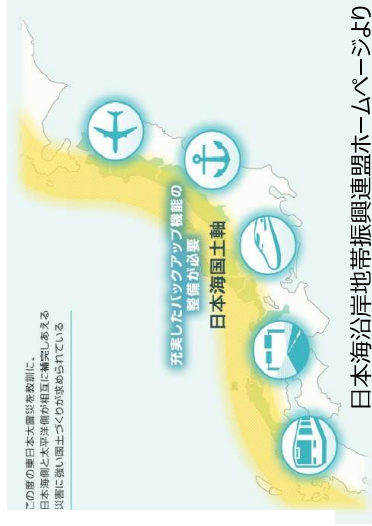 この度の東日本大震災を教訓に、
日本海側と太平洋側が相互に補完しあえる
災害に強い国土づくりが求められている
充実したバックアップ機能の
整備が必要
日本海国土軸
日本海沿岸地帯振興連盟ホームページより